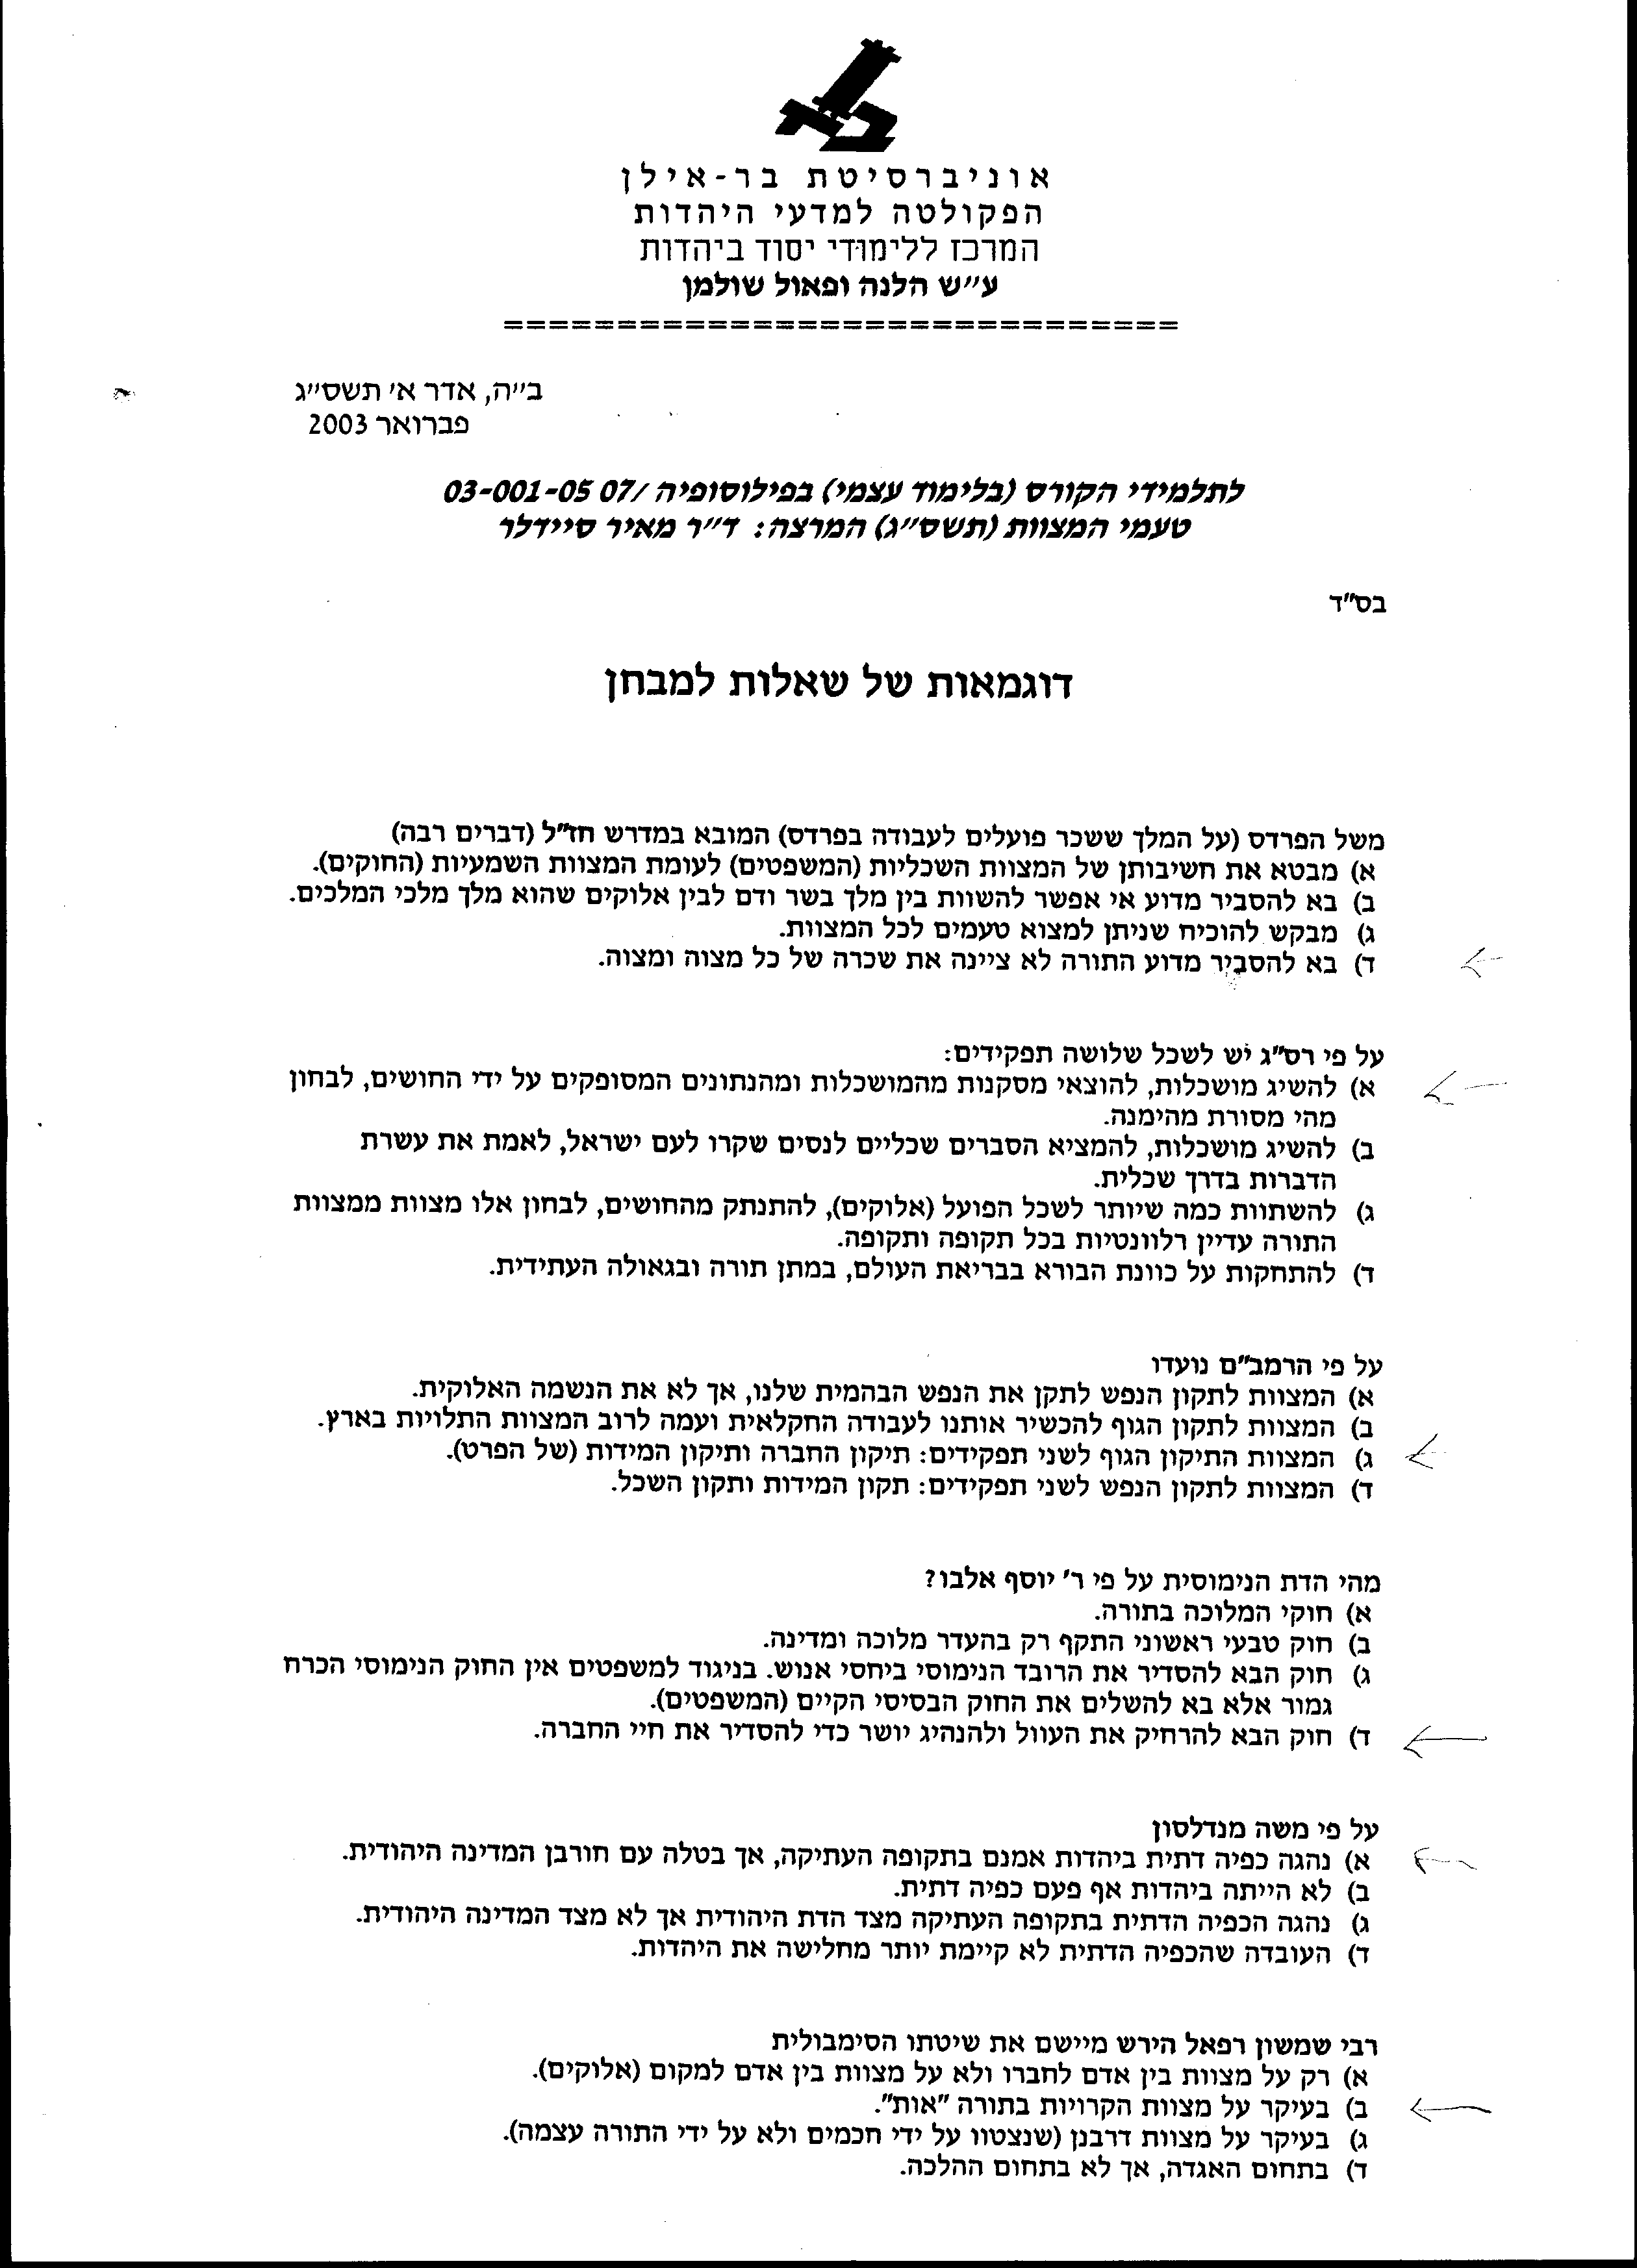 אוניברסיטת בר-אילן
הפקולטה למדעי היהדות
המרכז ללימודי יסוד ביהדות
ע״ש הלנה ופאול שולמן
==============================
ב״ה, אדר א׳ תשס״ג
פברואר 2003
לתלמידי הקורס (בלימוד עצמי) בפילוסופיה /07 03-001-05
טעמי המצוות (תשס״ג) המרצה: ד״ר מאיר סיידלר
בס״ד
דוגמאות של שאלות למבחן
משל הפרדס (על המלך ששכר פועלים לעבודה בפרדס) המובא במדרש חז״ל (דברים רבה)
א) מבטא את חשיבותן של המצוות השכליות (המשפטים) לעומת המצוות השמעיות (החוקים).
ב) בא להסביר מדוע אי אפשר להשוות בין מלך בשר ודם לבין אלוקים שהוא מלך מלכי המלכים.
ג) מבקש להוכיח שניתן למצוא טעמים לכל המצוות.
ד) בא להסביר מדוע התורה לא ציינה את שכרה של כל מצוה ומצוה.
על פי רס״ג יש לשכל שלושה תפקידים:
א) להשיג מושכלות, להוצאי מסקנות מהמושכלות ומהנתונים המסופקים על ידי החושים, לבחון
מהי מסורת מהימנה.
ב) להשיג מושכלות, להמציא הסברים שכליים לנסים שקרו לעם ישראל, לאמת את עשרת
הדברות בדרך שכלית.
ג) להשתוות כמה שיותר לשכל הפועל (אלוקים), להתנתק מהחושים, לבחון אלו מצוות ממצוות
התורה עדיין רלוונטיות בכל תקופה ותקופה.
ד) להתחקות על כוונת הבורא בבריאת העולם, במתן תורה ובגאולה העתידית.
על פי הרמב״ם נועדו
א) המצוות לתקון הנפש לתקן את הנפש הבהמית שלנו, אך לא את הנשמה האלוקית.
ב) המצוות לתקון הגוף להכשיר אותנו לעבודה החקלאית ועמה לרוב המצוות התלויות בארץ.
ג) המצוות התיקון הגוף לשני תפקידים: תיקון החברה ותיקון המידות (של הפרט).
ד) המצוות לתקון הנפש לשני תפקידים: תקון המידות ותקון השכל.
מהי הדת הנימוסית על פי ר׳ יוסף אלבו?
א) חוקי המלוכה בתורה.
ב) חוק טבעי ראשוני התקף רק בהעדר מלוכה ומדינה.
ג) חוק הבא להסדיר את הרובד הנימוסי ביחסי אנוש. בניגוד למשפטים אין החוק הנימוסי הכרח
גמור אלא בא להשלים את החוק הבסיסי הקיים (המשפטים).
ד) חוק הבא להרחיק את העוול ולהנהיג יושר כדי להסדיר את חיי החברה.
על פי משה מנדלסון
א) נהגה כפיה דתית ביהדות אמנם בתקופה העתיקה, אך בטלה עם חורבן המדינה היהודית.
ב) לא הייתה ביהדות אף פעם כפיה דתית.
ג) נהגה הכפיה הדתית בתקופה העתיקה מצד הדת היהודית אך לא מצד המדינה היהודית.
ד) העובדה שהכפיה הדתית לא קיימת יותר מחלישה את היהדות.
רבי שמשון רפאל הירש מיישם את שיטתו הסימבולית
א) רק על מצוות בין אדם לחברו ולא על מצוות בין אדם למקום (אלוקים).
ב) בעיקר על מצוות הקרויות בתורה ״אות״.
ג) בעיקר על מצוות דרבנן (שנצטוו על ידי חכמים ולא על ידי התורה עצמה).
ד) בתחום האגדה, אך לא בתחום ההלכה.